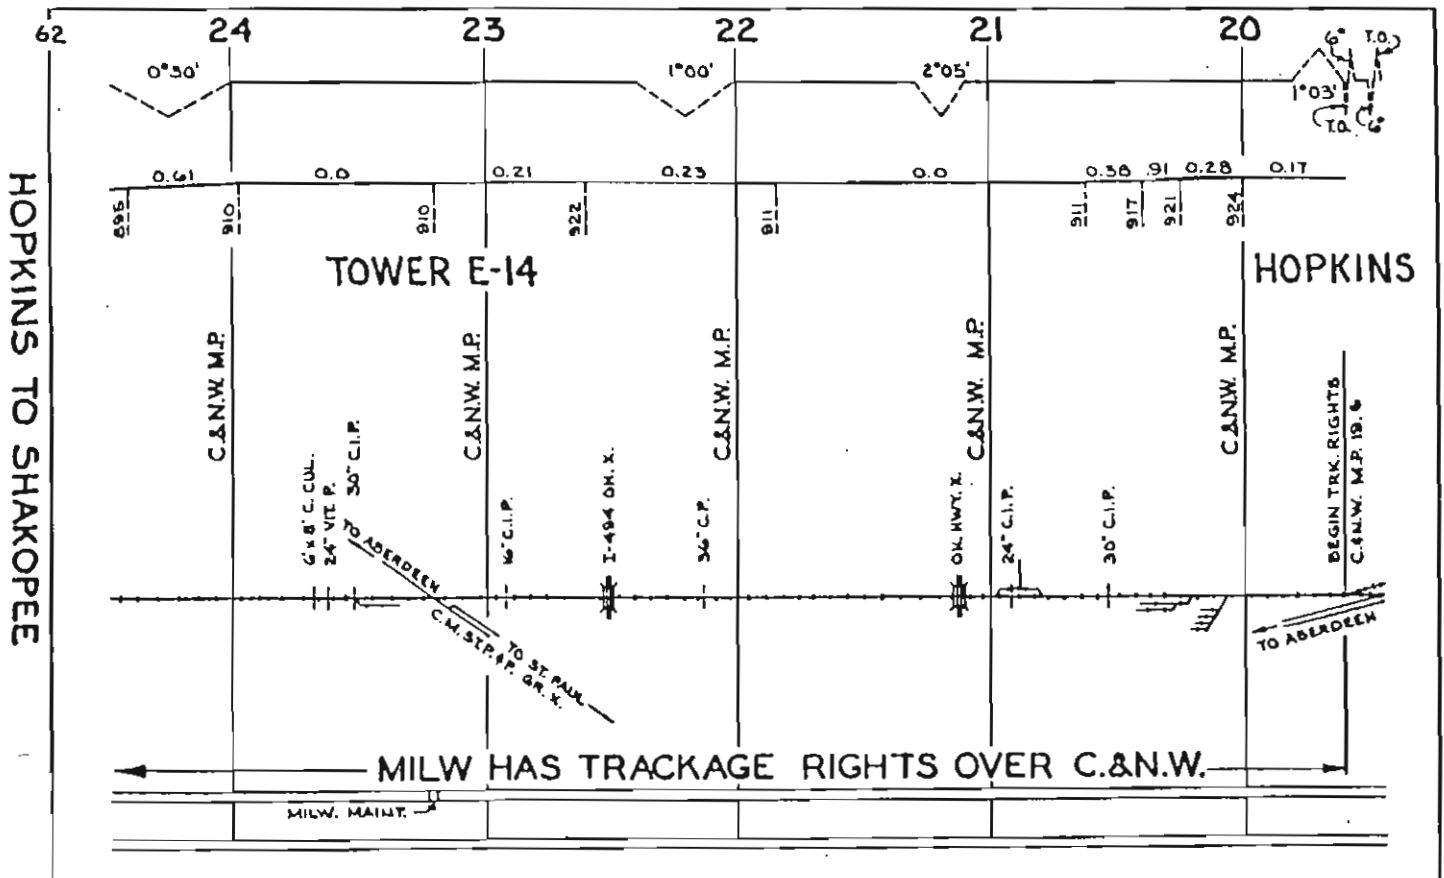 62
24
23
22
21
20
0°30'
1°00'
2°05'
1°03'
6°
T.O.
T.O.
6°
0.61
0.0
0.21
0.23
0.0
0.38
.91
0.28
0.17
895
910
910
922
911
911
917
921
924
TOWER E-14
HOPKINS
HOPKINS TO SHAKOPEE
C.&N.W. M.P.
C.&N.W. M.P.
C.&N.W. M.P.
C.&N.W. M.P.
C.&N.W. M.P.
6'x8' C. CUL.
24" VIT. P.
30" C.I.P.
16" C.I.P.
I-494 OH. X.
36" C.P.
OH. HWY. X.
24" C.I.P.
30" C.I.P.
BEGIN TRK. RIGHTS
C.&N.W. M.P. 19.6
TO ABERDEEN
TO ST. PAUL
C.M.ST.P.&P. GR. X.
TO ABERDEEN
MILW HAS TRACKAGE RIGHTS OVER C.&N.W.
MILW. MAINT.